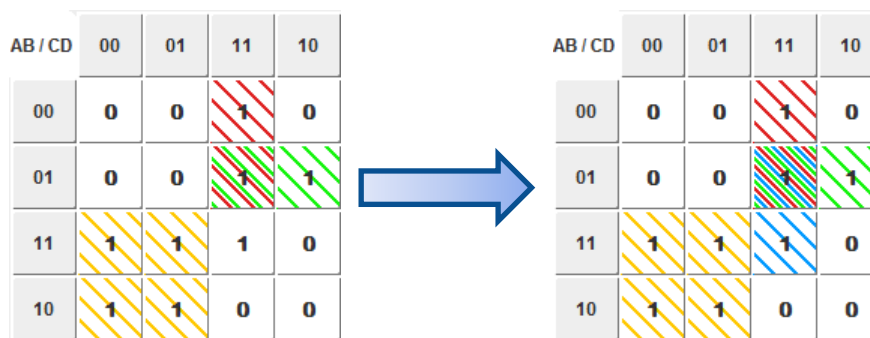 AB / CD 00 01 11 10 AB / CD 00 01 11 10
00 0 0 1 0 00 0 0 1 0
01 0 0 1 1 01 0 0 1 1
11 1 1 1 0 11 1 1 1 0
10 1 1 0 0 10 1 1 0 0